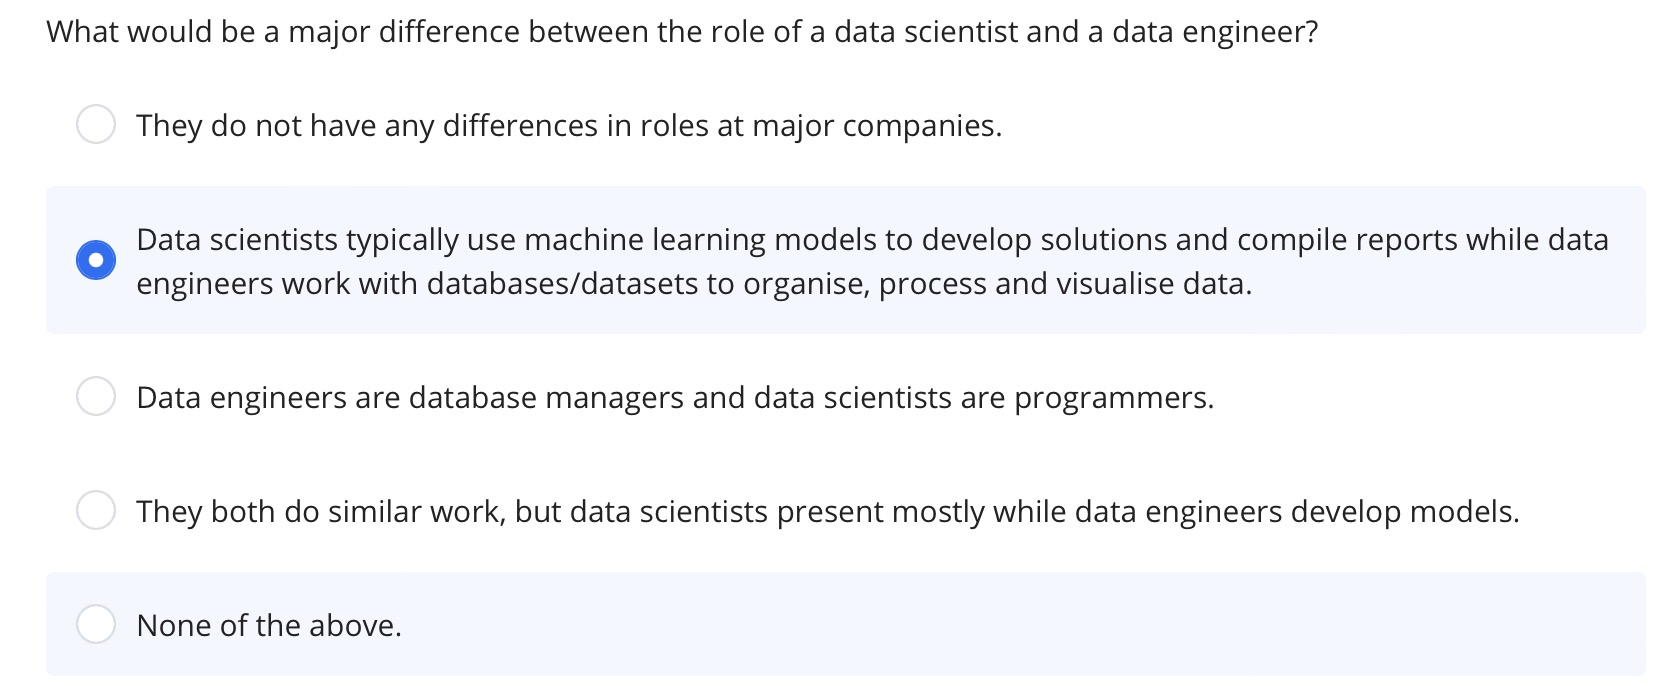 What would be a major difference between the role of a data scientist and a data engineer?
They do not have any differences in roles at major companies.
Data scientists typically use machine learning models to develop solutions and compile reports while data
engineers work with databases/datasets to organise, process and visualise data.
Data engineers are database managers and data scientists are programmers.
They both do similar work, but data scientists present mostly while data engineers develop models.
None of the above.